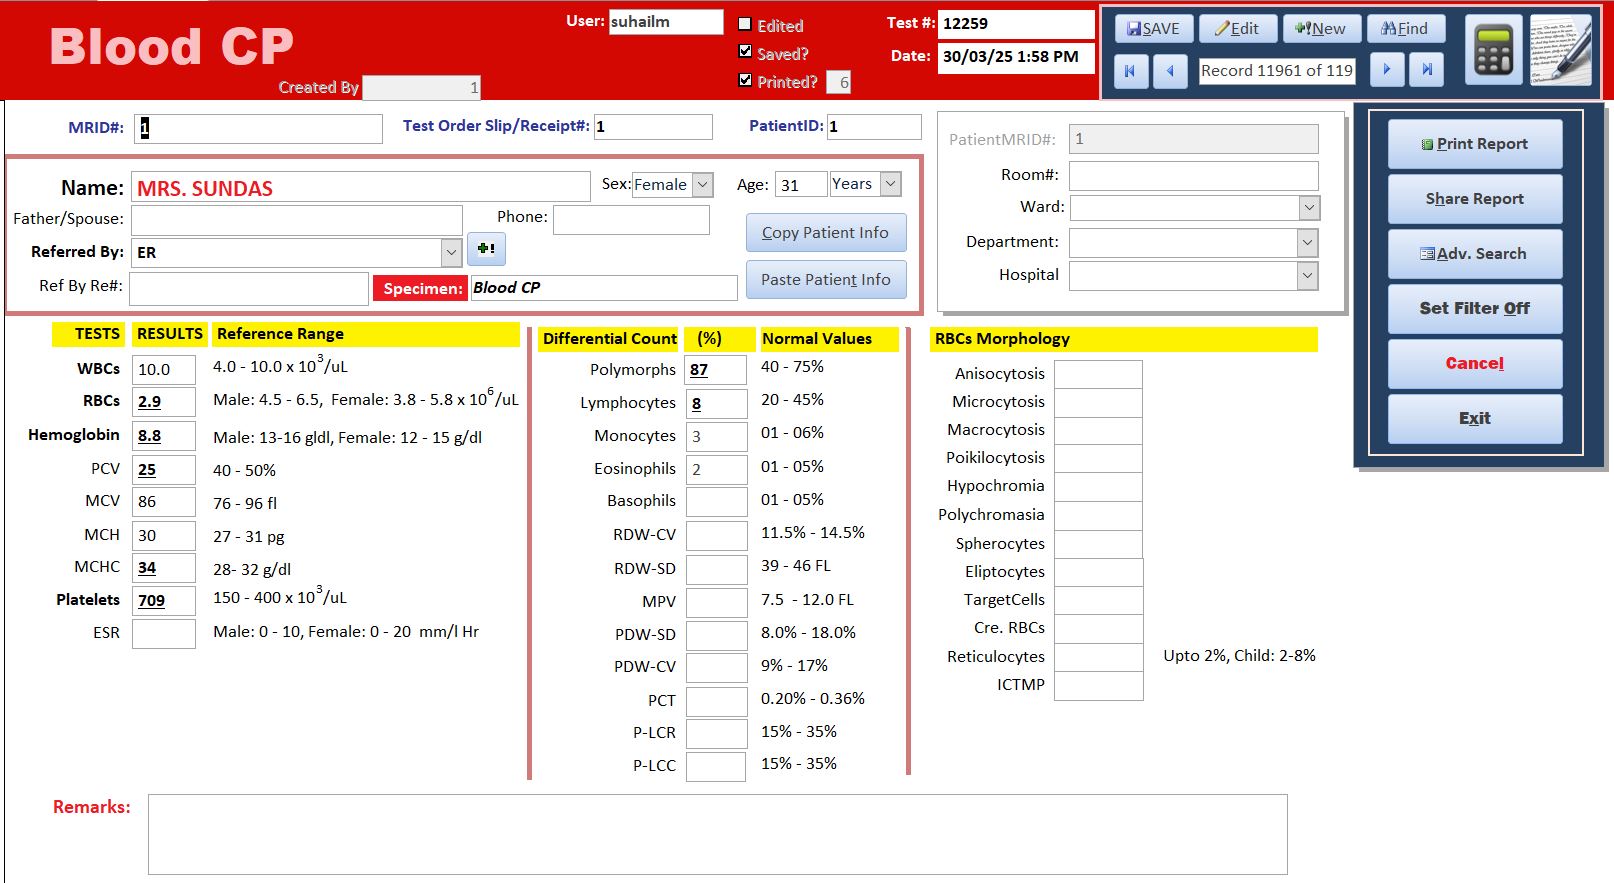 Blood CP
User: suhailm
Edited
Saved?
Printed? 6
Created By 1
Test #: 12259
Date: 30/03/25 1:58 PM
SAVE Edit New Find
Record 11961 of 119
MRID#: 1
Test Order Slip/Receipt#: 1
PatientID: 1
Name: MRS. SUNDAS
Sex: Female
Age: 31 Years
Father/Spouse:
Phone:
Referred By: ER
Ref By Re#:
Specimen: Blood CP
Copy Patient Info
Paste Patient Info
PatientMRID#: 1
Room#:
Ward:
Department:
Hospital
Print Report
Share Report
Adv. Search
Set Filter Off
Cancel
Exit
TESTS RESULTS Reference Range
WBCs 10.0 4.0 - 10.0 x 10³/uL
RBCs 2.9 Male: 4.5 - 6.5, Female: 3.8 - 5.8 x 10⁶/uL
Hemoglobin 8.8 Male: 13-16 gldl, Female: 12 - 15 g/dl
PCV 25 40 - 50%
MCV 86 76 - 96 fl
MCH 30 27 - 31 pg
MCHC 34 28- 32 g/dl
Platelets 709 150 - 400 x 10³/uL
ESR Male: 0 - 10, Female: 0 - 20 mm/l Hr
Differential Count (%) Normal Values
Polymorphs 87 40 - 75%
Lymphocytes 8 20 - 45%
Monocytes 3 01 - 06%
Eosinophils 2 01 - 05%
Basophils 01 - 05%
RDW-CV 11.5% - 14.5%
RDW-SD 39 - 46 FL
MPV 7.5 - 12.0 FL
PDW-SD 8.0% - 18.0%
PDW-CV 9% - 17%
PCT 0.20% - 0.36%
P-LCR 15% - 35%
P-LCC 15% - 35%
RBCs Morphology
Anisocytosis
Microcytosis
Macrocytosis
Poikilocytosis
Hypochromia
Polychromasia
Spherocytes
Eliptocytes
TargetCells
Cre. RBCs
Reticulocytes Upto 2%, Child: 2-8%
ICTMP
Remarks: